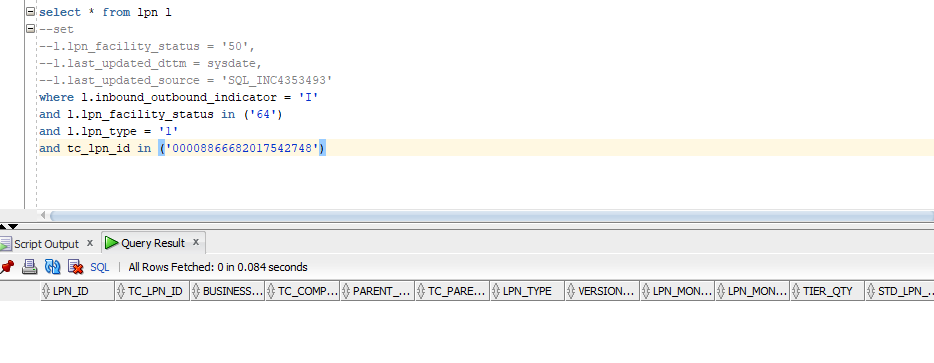 select * from lpn l
--set
--l.lpn_facility_status = '50',
--l.last_updated_dttm = sysdate,
--l.last_updated_source = 'SQL_INC4353493'
where l.inbound_outbound_indicator = 'I'
and l.lpn_facility_status in ('64')
and l.lpn_type = '1'
and tc_lpn_id in ('00008866682017542748')
Script Output x Query Result x
SQL | All Rows Fetched: 0 in 0.084 seconds
LPN_ID TC_LPN_ID BUSINESS... TC_COMP... PARENT_... TC_PARE... LPN_TYPE VERSION... LPN_MON... LPN_MON... TIER_QTY STD_LPN_...